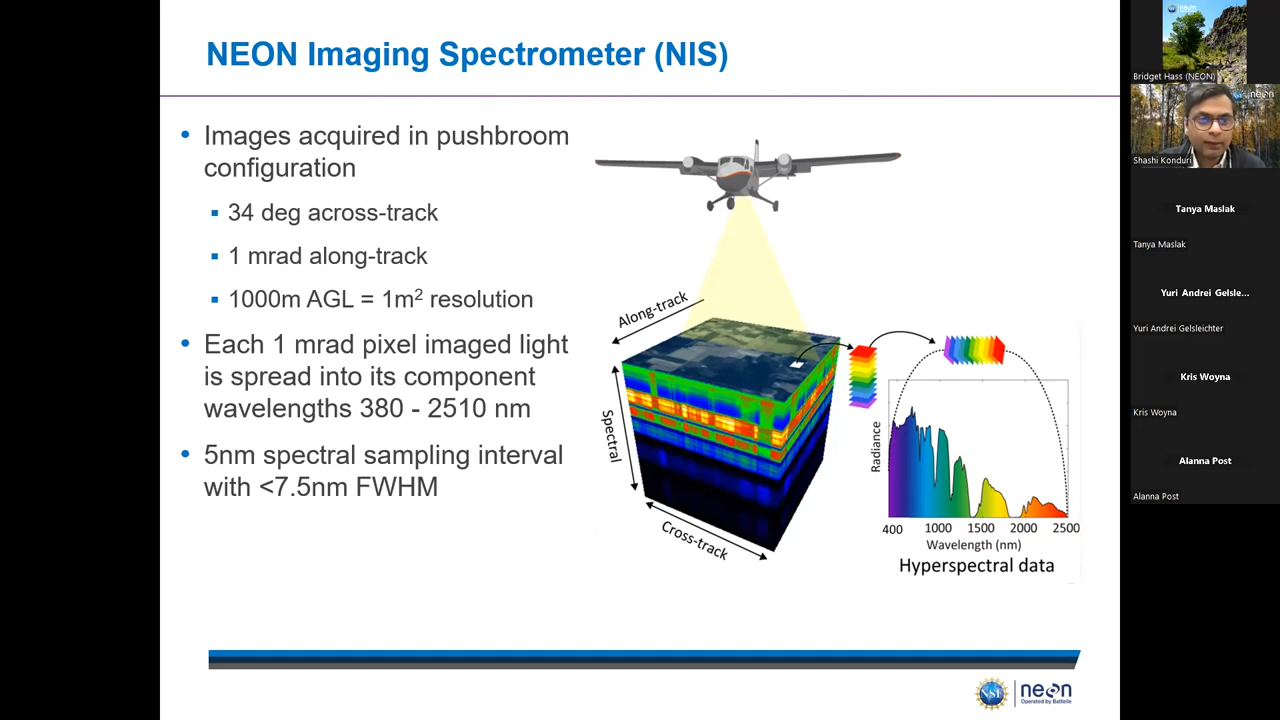 NEON Imaging Spectrometer (NIS)
Images acquired in pushbroom
configuration
34 deg across-track
1 mrad along-track
1000m AGL = 1m² resolution
Each 1 mrad pixel imaged light
is spread into its component
wavelengths 380 - 2510 nm
5nm spectral sampling interval
with <7.5nm FWHM
Along-track
Spectral
Cross-track
Radiance
400 1000 1500 2000 2500
Wavelength (nm)
Hyperspectral data
NSF
neon
Operated by Battelle
neon
Bridget Hass (NEON)
neon
Shashi Konduri
Tanya Maslak
Tanya Maslak
Yuri Andrei Gelsle...
Yuri Andrei Gelsleichter
Kris Woyna
Kris Woyna
Alanna Post
Alanna Post